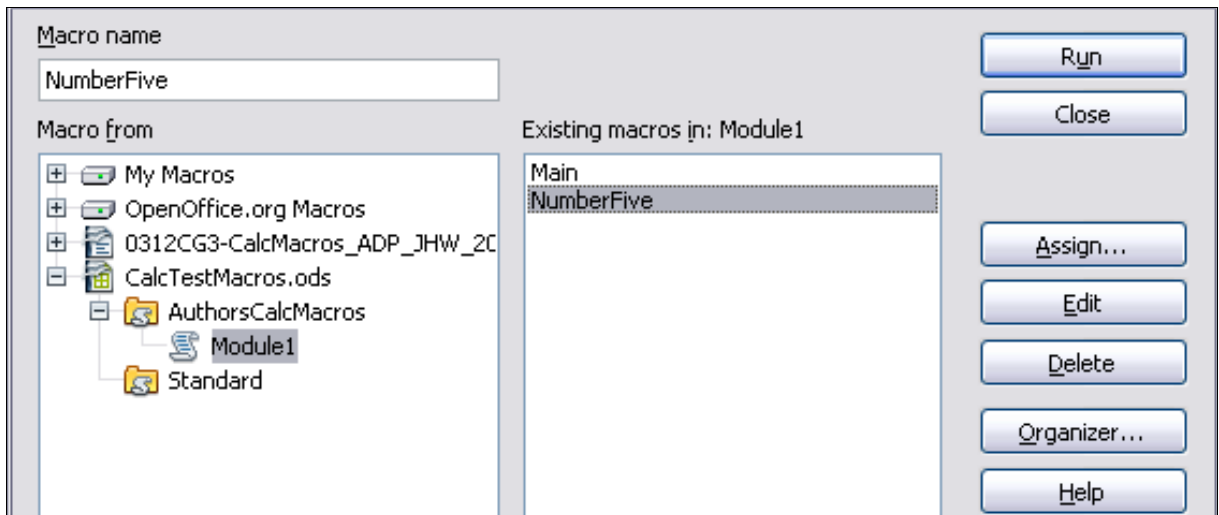 Macro name
NumberFive
Macro from
My Macros
OpenOffice.org Macros
0312CG3-CalcMacros_ADP_JHW_20
CalcTestMacros.ods
AuthorsCalcMacros
Module1
Standard
Existing macros in: Module1
Main
NumberFive
Run
Close
Assign...
Edit
Delete
Organizer...
Help